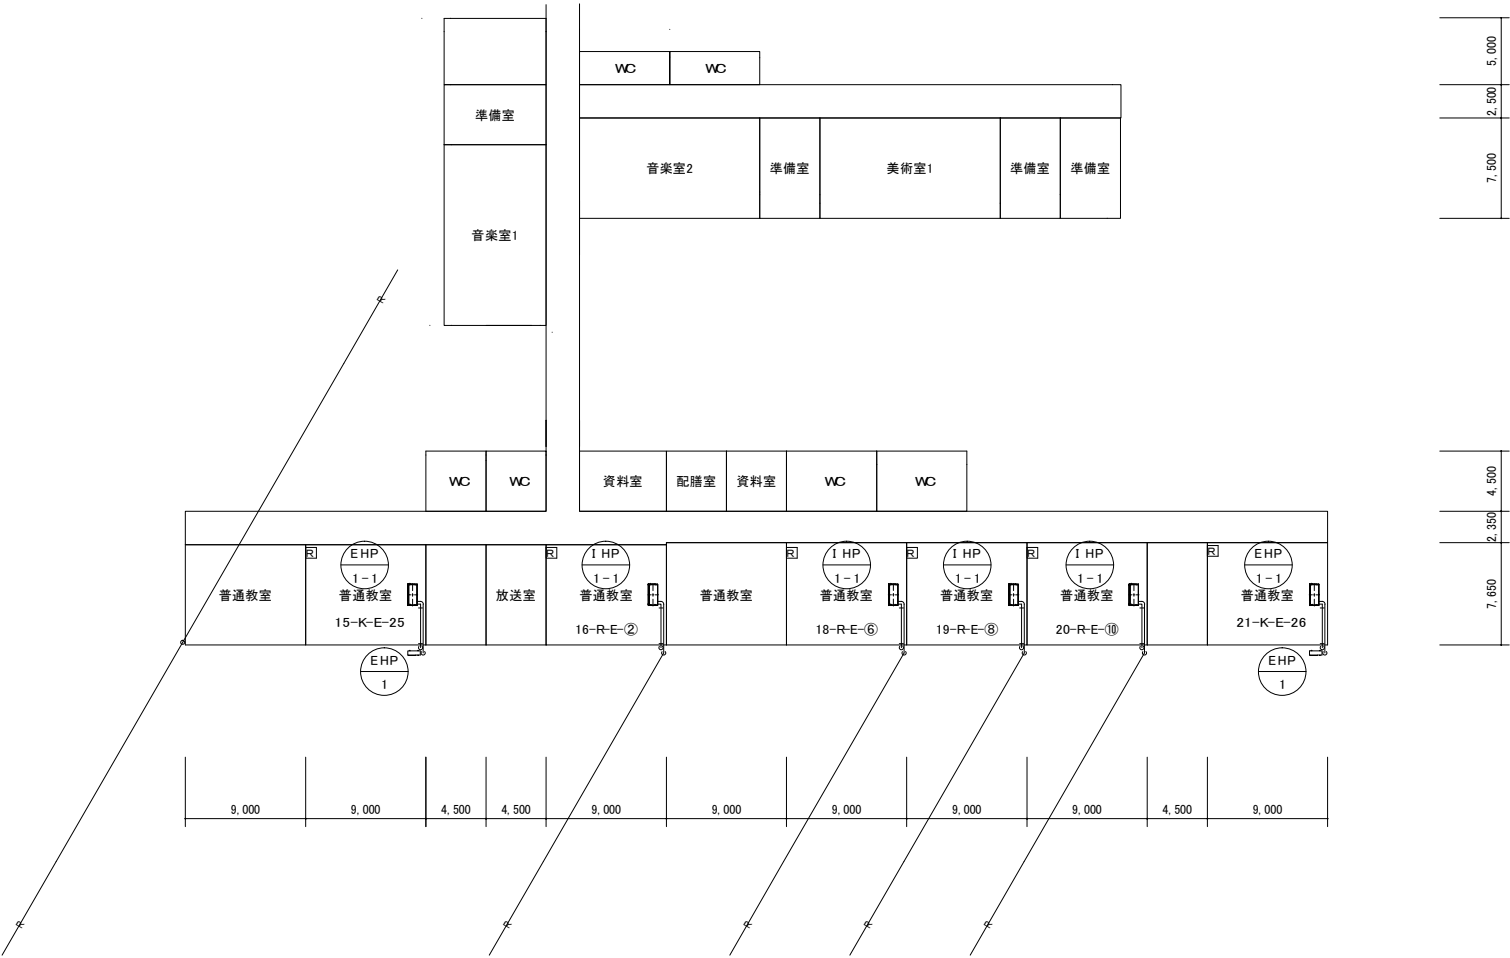 5,000
WC
WC
2,500
準備室
7,500
音楽室2
準備室
美術室1
準備室
準備室
音楽室1
R
WC
WC
資料室
配膳室
資料室
WC
WC
4,500
2,350
R
EHP
1-1
R
I HP
1-1
R
I HP
1-1
R
I HP
1-1
R
I HP
1-1
R
EHP
1-1
7,650
普通教室
普通教室
放送室
普通教室
普通教室
普通教室
普通教室
普通教室
普通教室
15-K-E-25
16-R-E-②
18-R-E-⑥
19-R-E-⑧
20-R-E-⑩
21-K-E-26
EHP
1
EHP
1
9,000
9,000
4,500
4,500
9,000
9,000
9,000
9,000
9,000
4,500
9,000
R
R
R
R
R